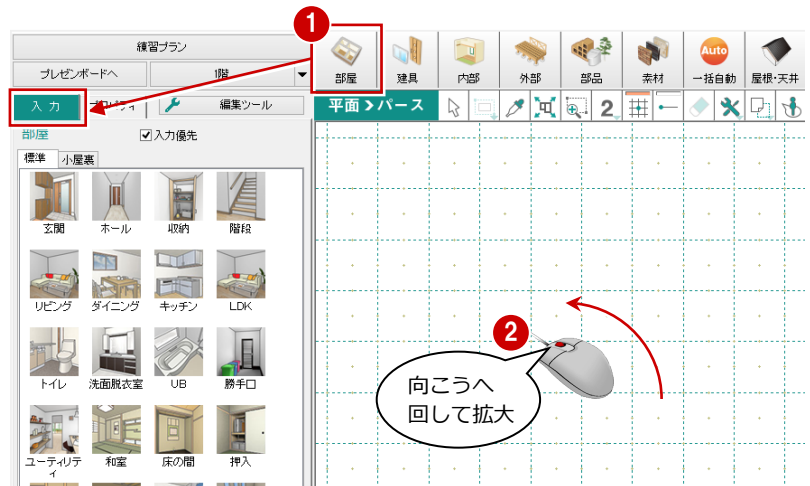 1
練習プラン
プレゼンボードへ
1階
入力
プロパティ
編集ツール
部屋
建具
内部
外部
部品
素材
Auto
一括自動
屋根・天井
平面 パース
2
部屋
入力優先
標準
小屋裏
玄関
ホール
収納
階段
リビング
ダイニング
キッチン
LDK
トイレ
洗面脱衣室
UB
勝手口
ユーティリティ
和室
床の間
押入
2
向こうへ
回して拡大